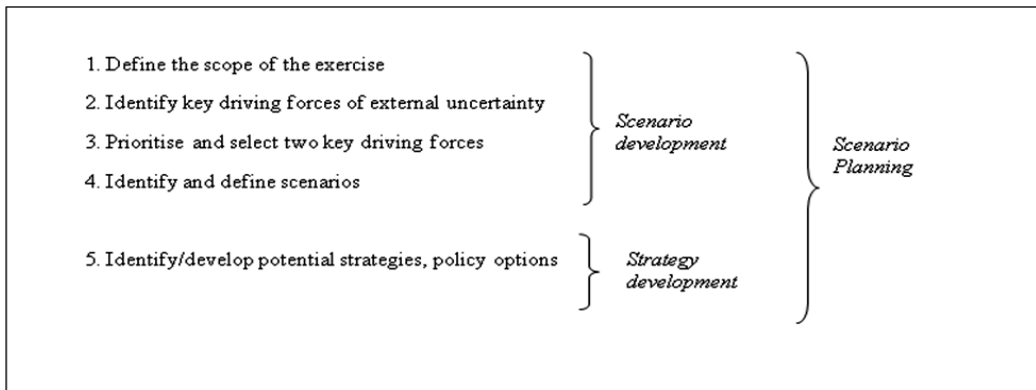 1. Define the scope of the exercise
2. Identify key driving forces of external uncertainty
3. Prioritise and select two key driving forces
4. Identify and define scenarios
Scenario
development
5. Identify/develop potential strategies, policy options
Strategy
development
Scenario
Planning